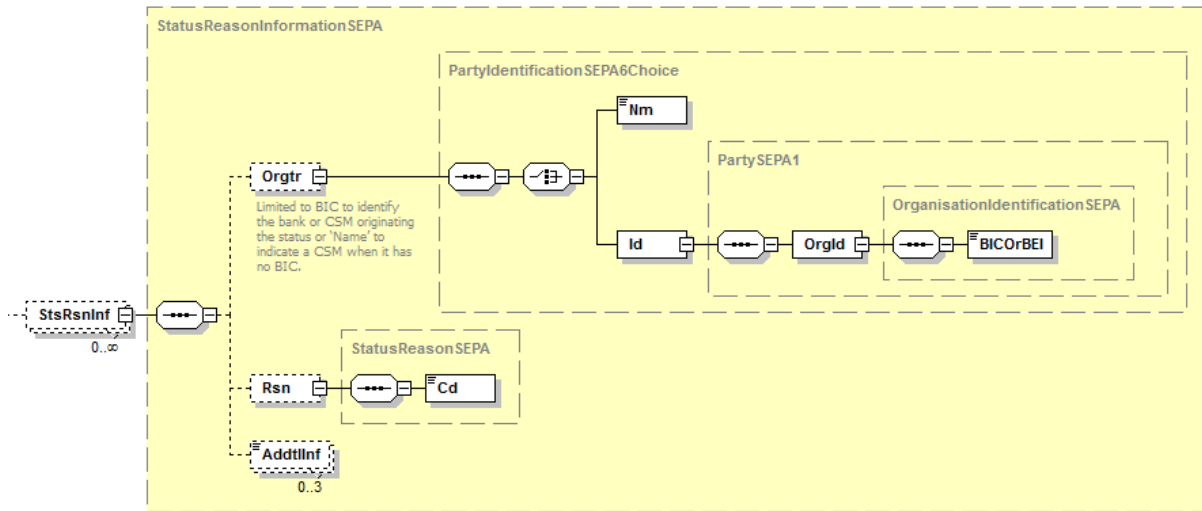 StatusReasonInformationSEPA
PartyIdentificationSEPA6Choice
Nm
PartySEPA1
Orgtr
OrganisationIdentificationSEPA
Limited to BIC to identify
the bank or CSM originating
the status or 'Name' to
indicate a CSM when it has
no BIC.
Id
OrgId
BICOrBEI
StsRsnInf
0..∞
StatusReasonSEPA
Rsn
Cd
AddtlInf
0..3